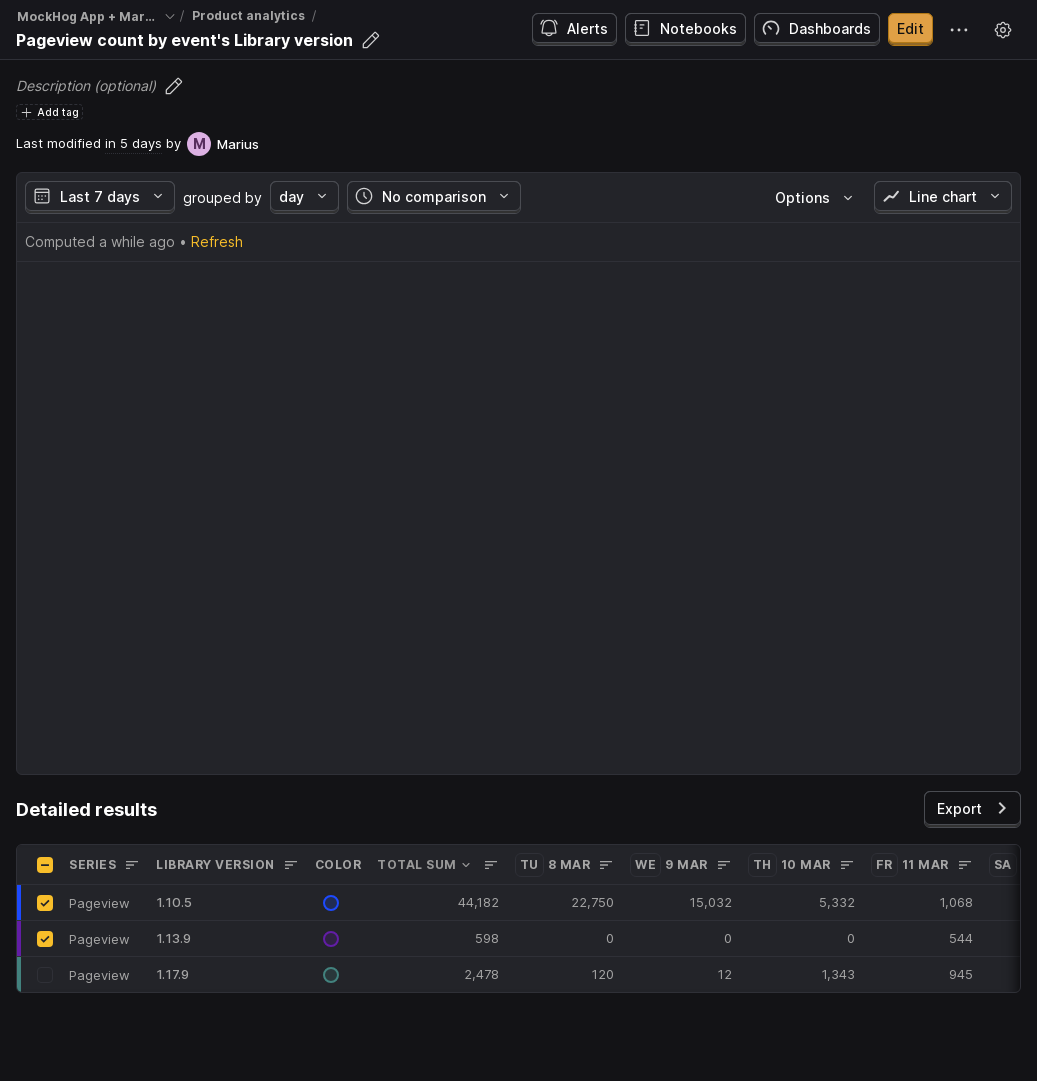 MockHog App + Mar... / Product analytics /
Pageview count by event's Library version
Alerts Notebooks Dashboards Edit
Description (optional)
Add tag
Last modified in 5 days by M Marius
Last 7 days grouped by day No comparison Options Line chart
Computed a while ago • Refresh
Detailed results
Export
SERIES LIBRARY VERSION COLOR TOTAL SUM TU 8 MAR WE 9 MAR TH 10 MAR FR 11 MAR SA
Pageview 1.10.5 44,182 22,750 15,032 5,332 1,068
Pageview 1.13.9 598 0 0 0 544
Pageview 1.17.9 2,478 120 12 1,343 945